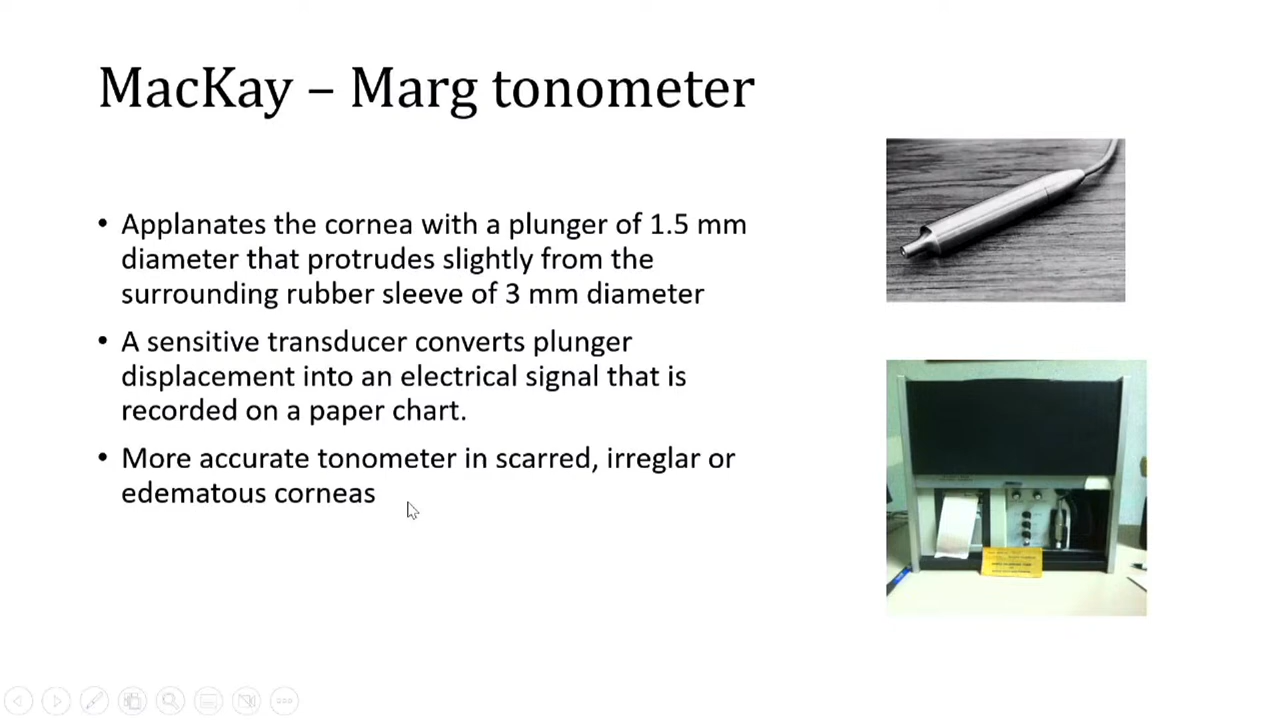 MacKay – Marg tonometer
• Applanates the cornea with a plunger of 1.5 mm
diameter that protrudes slightly from the
surrounding rubber sleeve of 3 mm diameter
• A sensitive transducer converts plunger
displacement into an electrical signal that is
recorded on a paper chart.
• More accurate tonometer in scarred, irreglar or
edematous corneas